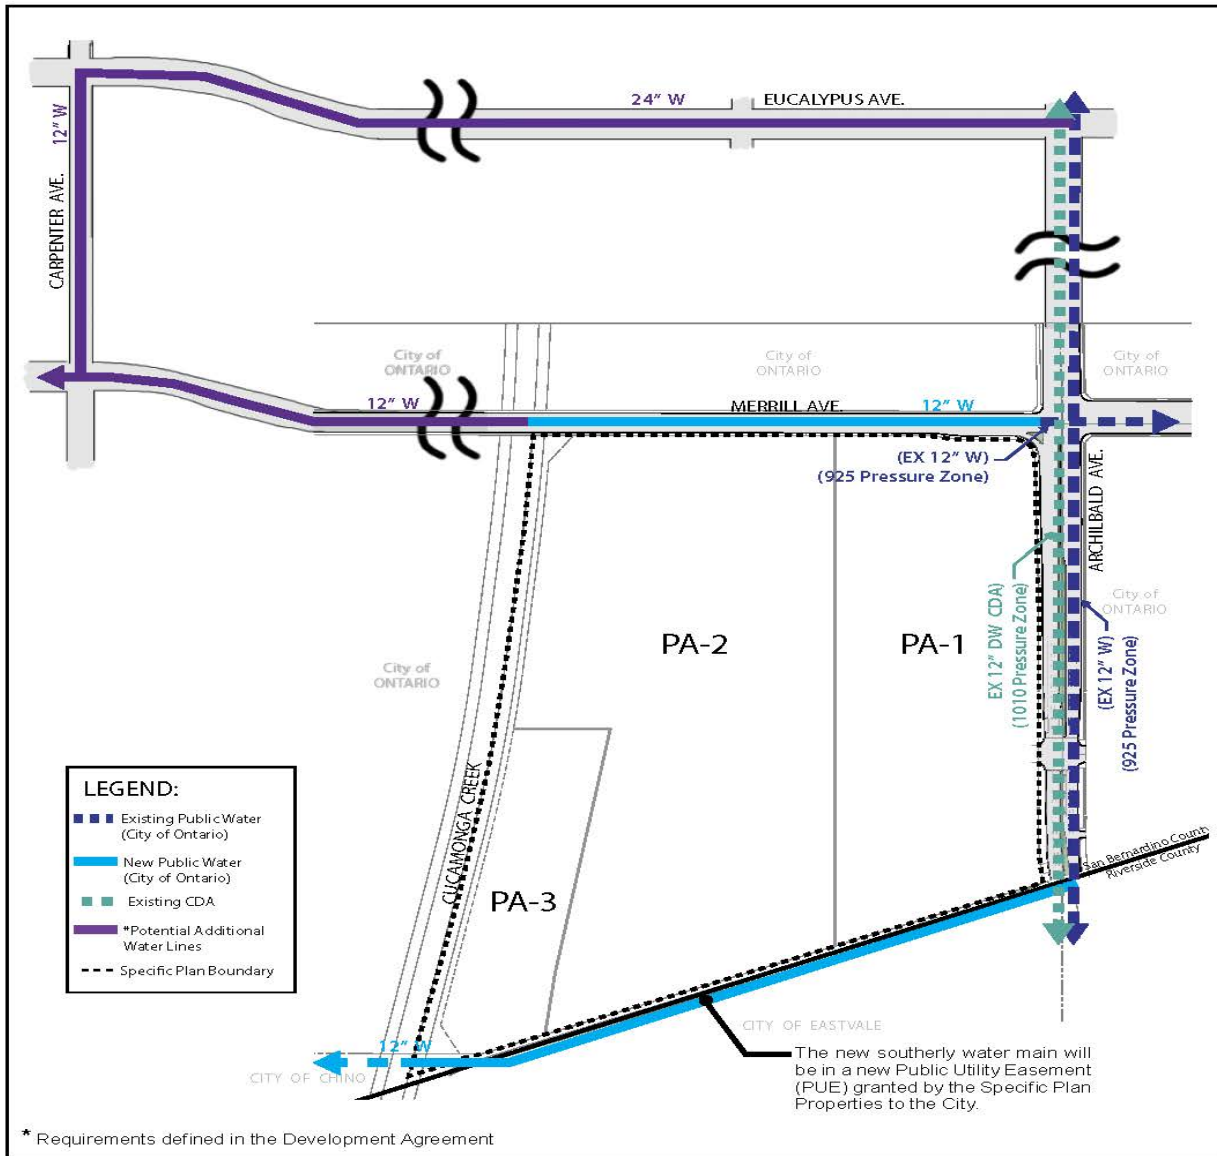 24" W
EUCALYPUS AVE.
12" W
CARPENTER AVE.
City of
ONTARIO
City of
ONTARIO
City of
ONTARIO
12" W
MERRILL AVE.
12" W
(EX 12" W)
(925 Pressure Zone)
ARCHILBALD AVE.
City of
ONTARIO
EX 12" DW CDA)
(1010 Pressure Zone)
(EX 12" W)
(925 Pressure Zone)
PA-2
PA-1
City of
ONTARIO
CUCAMONGA CREEK
PA-3
San Bernardino County
Riverside County
LEGEND:
Existing Public Water
(City of Ontario)
New Public Water
(City of Ontario)
Existing CDA
*Potential Additional
Water Lines
Specific Plan Boundary
12" W
CITY OF CHINO
CITY OF EASTVALE
The new southerly water main will
be in a new Public Utility Easement
(PUE) granted by the Specific Plan
Properties to the City.
* Requirements defined in the Development Agreement